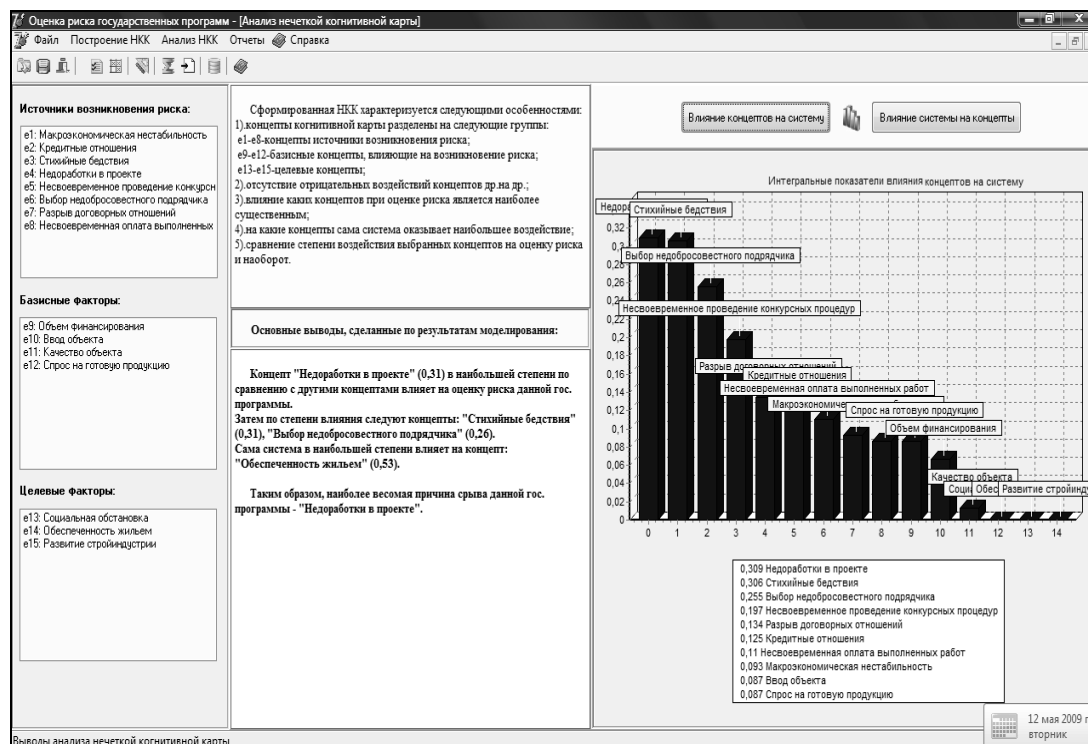 Оценка риска государственных программ - [Анализ нечеткой когнитивной карты]
Файл Построение НКК Анализ НКК Отчеты Справка
Источники возникновения риска:
e1: Макроэкономическая нестабильность
e2: Кредитные отношения
e3: Стихийные бедствия
e4: Недоработки в проекте
e5: Несвоевременное проведение конкурсн
e6: Выбор недобросовестного подрядчика
e7: Разрыв договорных отношений
e8: Несвоевременная оплата выполненных
Базисные факторы:
e9: Объем финансирования
e10: Ввод объекта
e11: Качество объекта
e12: Спрос на готовую продукцию
Целевые факторы:
e13: Социальная обстановка
e14: Обеспеченность жильем
e15: Развитие стройиндустрии
Сформированная НКК характеризуется следующими особенностями:
1).концепты когнитивной карты разделены на следующие группы:
e1-e8-концепты источники возникновения риска;
e9-e12-базисные концепты, влияющие на возникновение риска;
e13-e15-целевые концепты;
2).отсутствие отрицательных воздействий концептов др.на др.;
3).влияние каких концептов при оценке риска является наиболее
существенным;
4).на какие концепты сама система оказывает наибольшее воздействие;
5).сравнение степени воздействия выбранных концептов на оценку риска
и наоборот.
Основные выводы, сделанные по результатам моделирования:
Концепт "Недоработки в проекте" (0,31) в наибольшей степени по
сравнению с другими концептами влияет на оценку риска данной гос.
программы.
Затем по степени влияния следуют концепты: "Стихийные бедствия"
(0,31), "Выбор недобросовестного подрядчика" (0,26).
Сама система в наибольшей степени влияет на концепт:
"Обеспеченность жильем" (0,53).
Таким образом, наиболее весомая причина срыва данной гос.
программы - "Недоработки в проекте".
Влияние концептов на систему
Влияние системы на концепты
Интегральные показатели влияния концептов на систему
Недора
Стихийные бедствия
Выбор недобросовестного подрядчика
Несвоевременное проведение конкурсных процедур
Разрыв договорных отношений
Кредитные отношения
Несвоевременная оплата выполненных работ
Макроэкономичес
Спрос на готовую продукцию
Объем финансирования
Качество объекта
Соци
Обес
Развитие стройинду
0,32
0,3
0,28
0,26
0,24
0,22
0,2
0,18
0,16
0,14
0,12
0,1
0,08
0,06
0,04
0,02
0
0 1 2 3 4 5 6 7 8 9 10 11 12 13 14
0,309 Недоработки в проекте
0,306 Стихийные бедствия
0,255 Выбор недобросовестного подрядчика
0,197 Несвоевременное проведение конкурсных процедур
0,134 Разрыв договорных отношений
0,125 Кредитные отношения
0,11 Несвоевременная оплата выполненных работ
0,093 Макроэкономическая нестабильность
0,087 Ввод объекта
0,087 Спрос на готовую продукцию
12 мая 2009 г
вторник
Выводы анализа нечеткой когнитивной карты